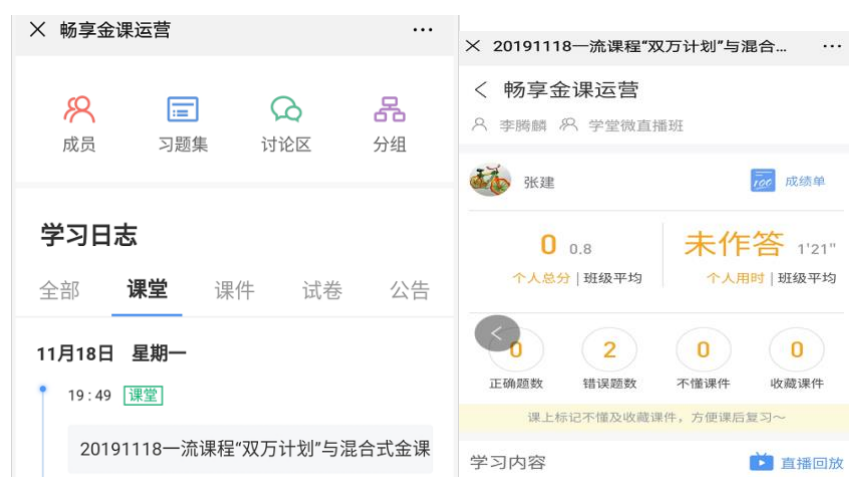 畅享金课运营
成员 习题集 讨论区 分组
学习日志
全部 课堂 课件 试卷 公告
11月18日 星期一
19:49 课堂
20191118一流课程“双万计划”与混合式金课
20191118一流课程“双万计划”与混合...
畅享金课运营
李腾麟 学堂微直播班
张建 100 成绩单
0 0.8 未作答 1'21"
个人总分 | 班级平均 个人用时 | 班级平均
0 2 0 0
正确题数 错误题数 不懂课件 收藏课件
课上标记不懂及收藏课件，方便课后复习～
学习内容 直播回放